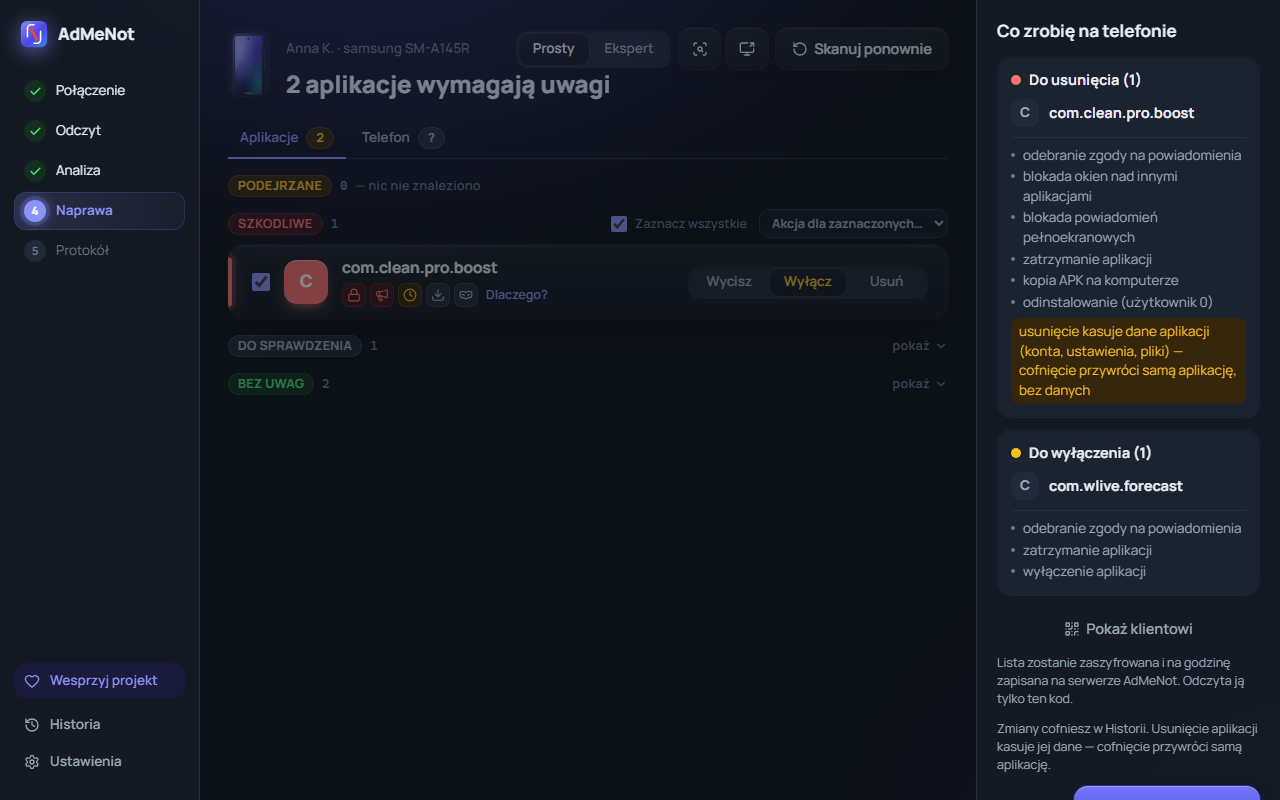 AdMeNot
Połączenie
Odczyt
Analiza
4 Naprawa
5 Protokół
Wesprzyj projekt
Historia
Ustawienia
Anna K. · samsung SM-A145R
2 aplikacje wymagają uwagi
Prosty Ekspert
Skanuj ponownie
Aplikacje 2 Telefon ?
PODEJRZANE 0 — nic nie znaleziono
SZKODLIWE 1 Zaznacz wszystkie Akcja dla zaznaczonych...
C com.clean.pro.boost
Dlaczego?
Wycisz Wyłącz Usuń
DO SPRAWDZENIA 1 pokaż
BEZ UWAG 2 pokaż
Co zrobię na telefonie
Do usunięcia (1)
C com.clean.pro.boost
• odebranie zgody na powiadomienia
• blokada okien nad innymi
aplikacjami
• blokada powiadomień
pełnoekranowych
• zatrzymanie aplikacji
• kopia APK na komputerze
• odinstalowanie (użytkownik 0)
usunięcie kasuje dane aplikacji
(konta, ustawienia, pliki) —
cofnięcie przywróci samą aplikację,
bez danych
Do wyłączenia (1)
C com.wlive.forecast
• odebranie zgody na powiadomienia
• zatrzymanie aplikacji
• wyłączenie aplikacji
Pokaż klientowi
Lista zostanie zaszyfrowana i na godzinę
zapisana na serwerze AdMeNot. Odczyta ją
tylko ten kod.
Zmiany cofniesz w Historii. Usunięcie aplikacji
kasuje jej dane — cofnięcie przywróci samą
aplikację.